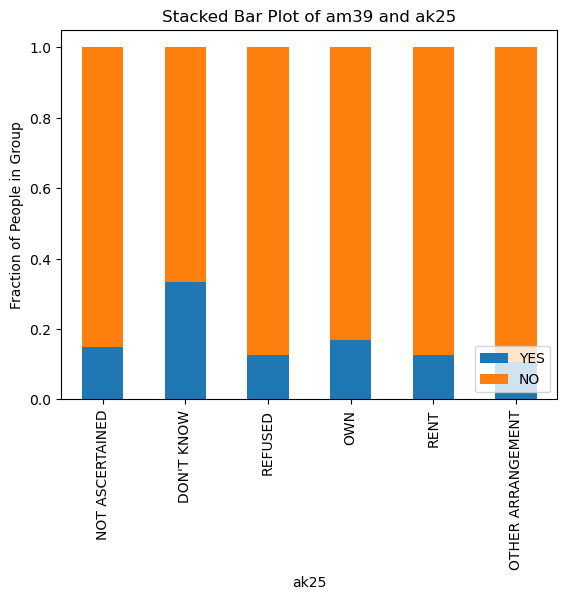 Stacked Bar Plot of am39 and ak25
Fraction of People in Group
1.0
0.8
0.6
0.4
0.2
0.0
YES
NO
NOT ASCERTAINED
DON'T KNOW
REFUSED
OWN
RENT
OTHER ARRANGEMENT
ak25